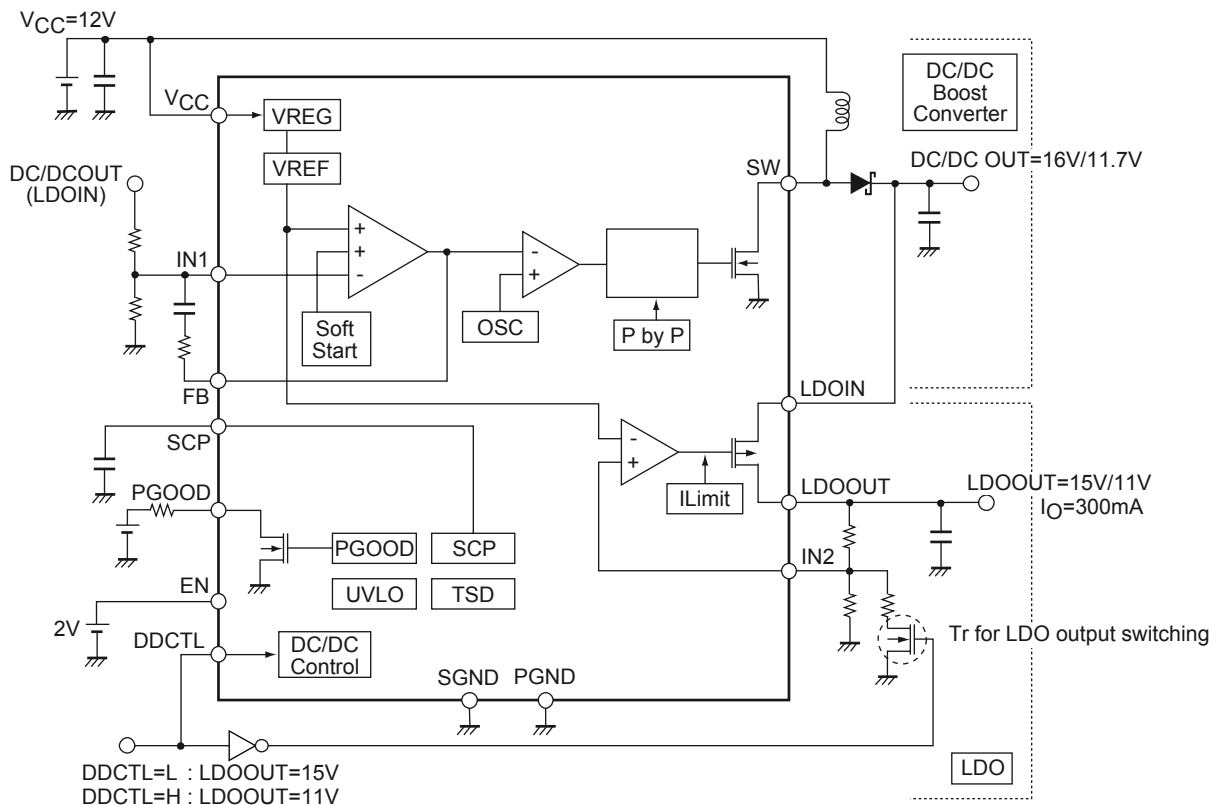 VCC=12V
DC/DC
Boost
Converter
VCC
VREG
VREF
DC/DCOUT
(LDOIN)
SW
DC/DC OUT=16V/11.7V
+
+
-
-
+
IN1
Soft
Start
OSC
P by P
FB
LDOIN
SCP
-
+
ILimit
LDOOUT
LDOOUT=15V/11V
IO=300mA
PGOOD
PGOOD
SCP
IN2
UVLO
TSD
EN
2V
Tr for LDO output switching
DDCTL
DC/DC
Control
SGND
PGND
LDO
DDCTL=L : LDOOUT=15V
DDCTL=H : LDOOUT=11V